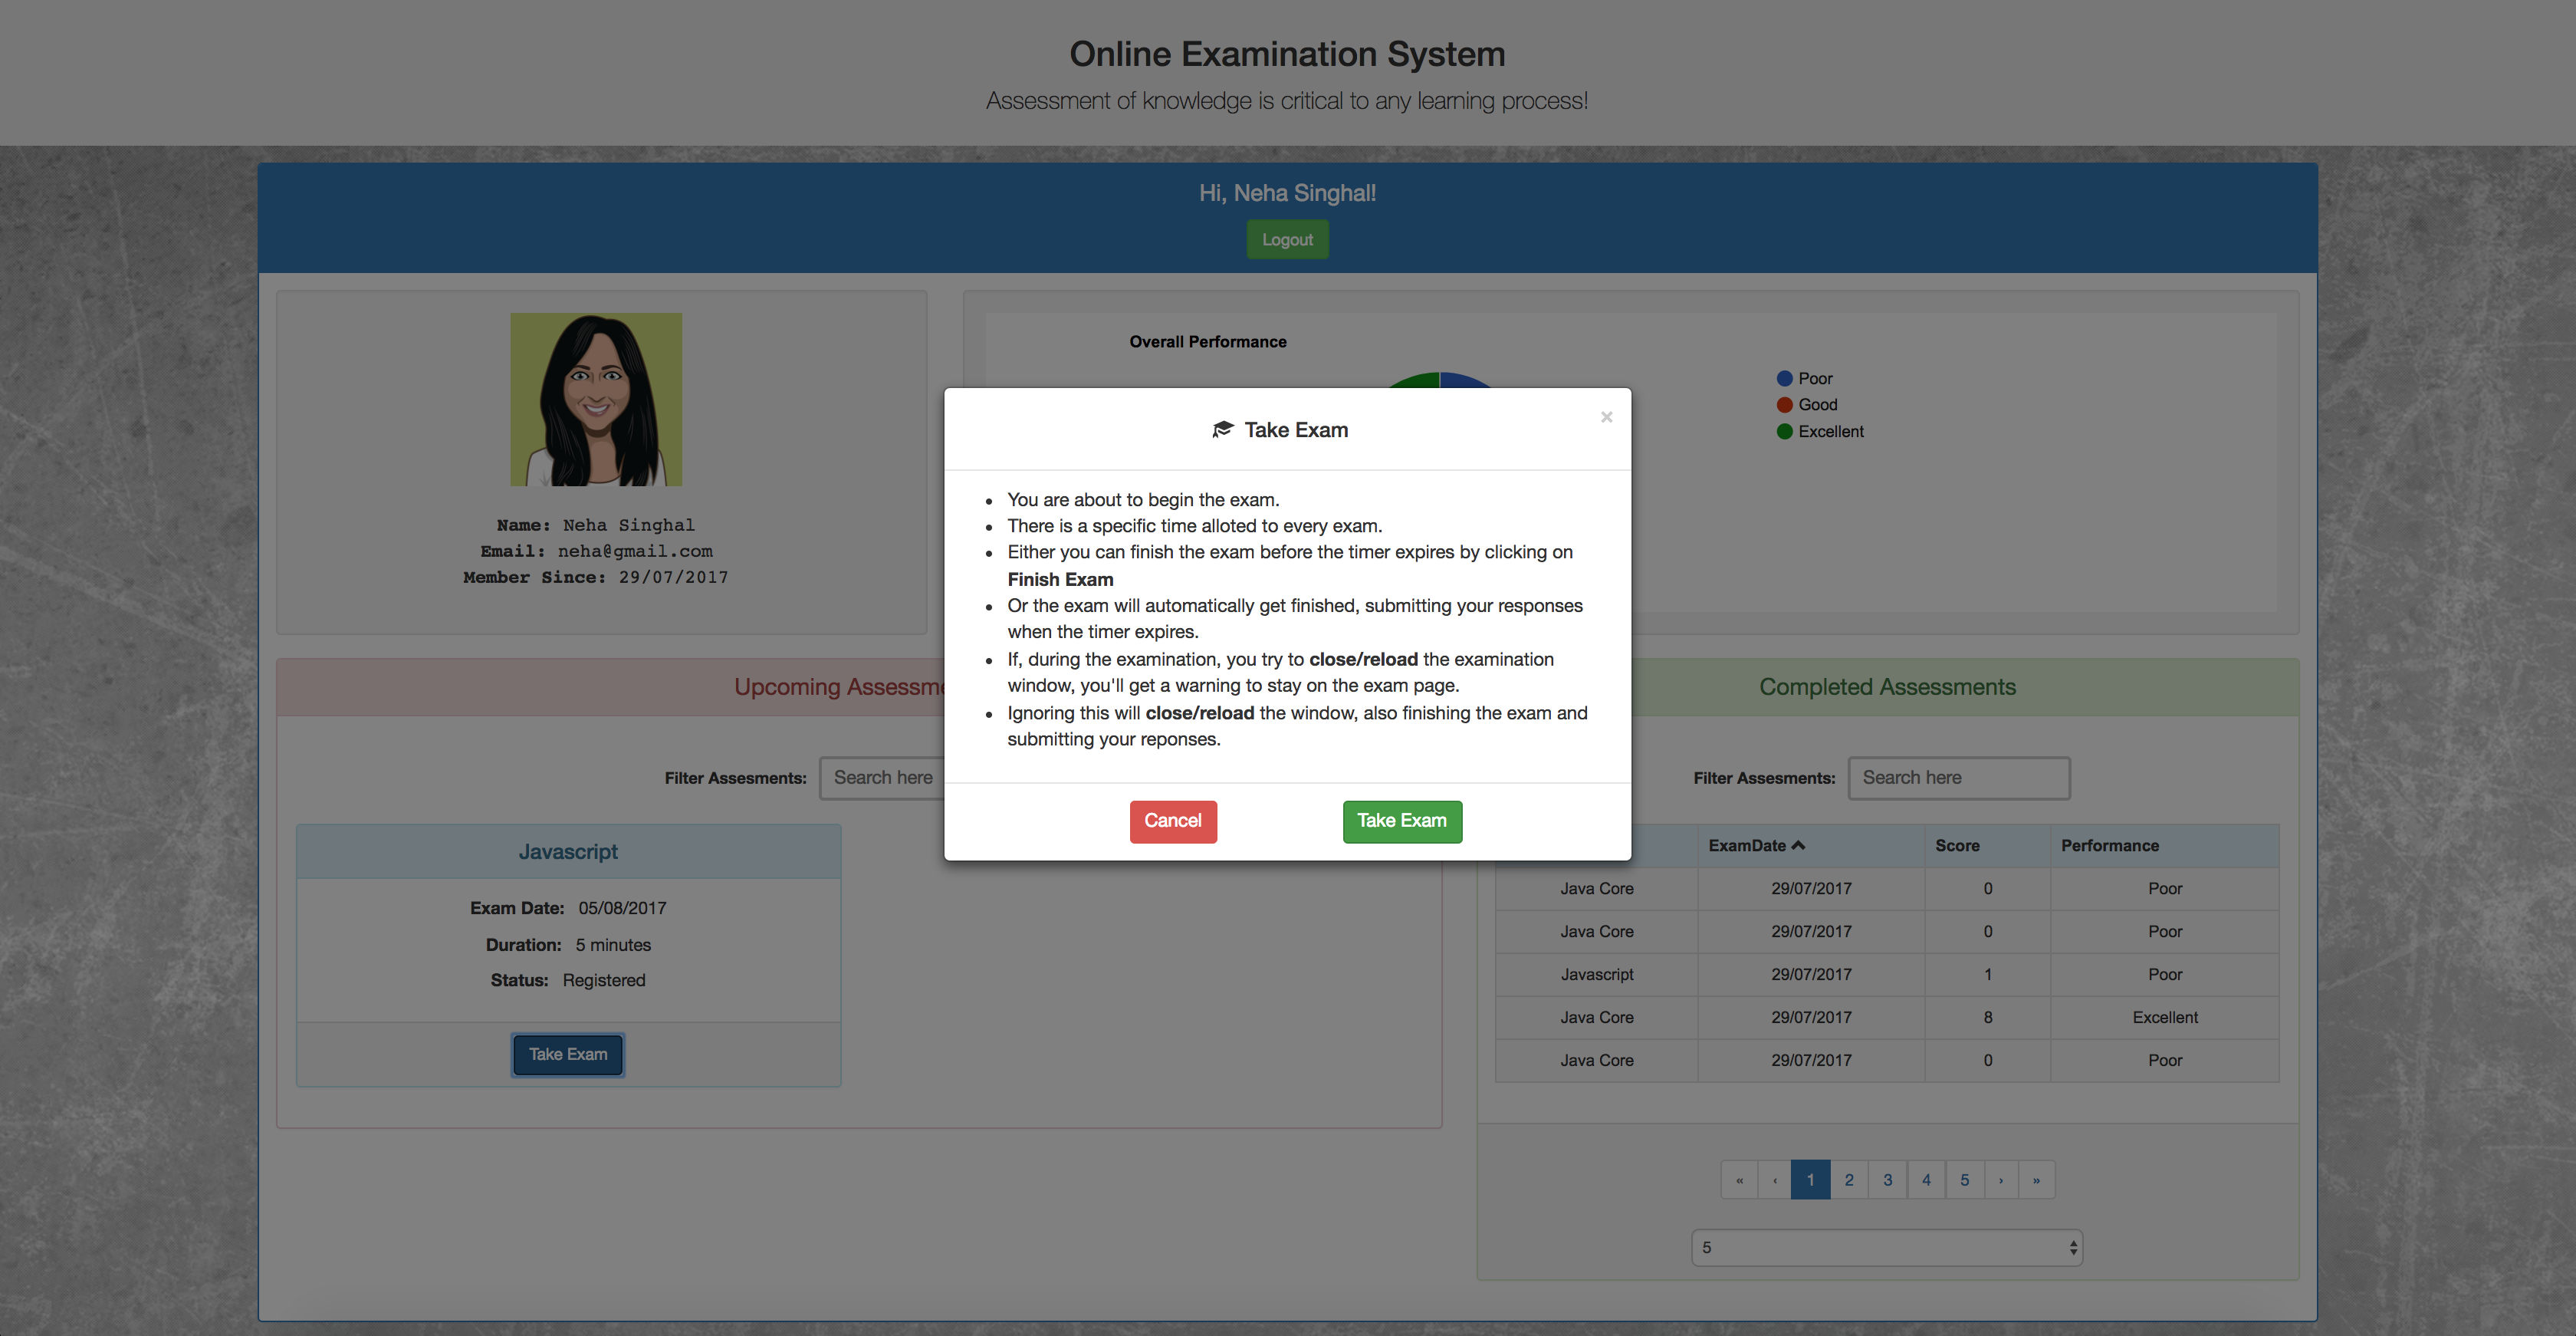 Online Examination System
Assessment of knowledge is critical to any learning process!
Hi, Neha Singhal!
Logout
Name: Neha Singhal
Email: neha@gmail.com
Member Since: 29/07/2017
Overall Performance
Poor
Good
Excellent
Take Exam
×
You are about to begin the exam.
There is a specific time alloted to every exam.
Either you can finish the exam before the timer expires by clicking on
Finish Exam
Or the exam will automatically get finished, submitting your responses
when the timer expires.
If, during the examination, you try to close/reload the examination
window, you'll get a warning to stay on the exam page.
Ignoring this will close/reload the window, also finishing the exam and
submitting your reponses.
Cancel
Take Exam
Upcoming Assessme
Filter Assesments: Search here
Javascript
Exam Date: 05/08/2017
Duration: 5 minutes
Status: Registered
Take Exam
Completed Assessments
Filter Assesments: Search here
ExamDate Score Performance
Java Core 29/07/2017 0 Poor
Java Core 29/07/2017 0 Poor
Javascript 29/07/2017 1 Poor
Java Core 29/07/2017 8 Excellent
Java Core 29/07/2017 0 Poor
« ‹ 1 2 3 4 5 › »
5